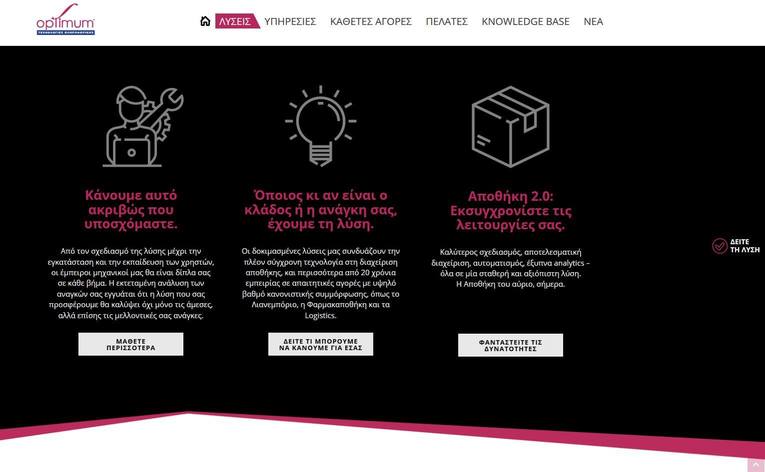 optimum
ΤΕΧΝΟΛΟΓΙΕΣ ΠΛΗΡΟΦΟΡΙΚΗΣ
ΛΥΣΕΙΣ ΥΠΗΡΕΣΙΕΣ ΚΑΘΕΤΕΣ ΑΓΟΡΕΣ ΠΕΛΑΤΕΣ KNOWLEDGE BASE ΝΕΑ
Κάνουμε αυτό
ακριβώς που
υποσχόμαστε.
Από τον σχεδιασμό της λύσης μέχρι την
εγκατάσταση και την εκπαίδευση των χρηστών,
οι έμπειροι μηχανικοί μας θα είναι δίπλα σας
σε κάθε βήμα. Η εκτεταμένη ανάλυση των
αναγκών σας εγγυάται ότι η λύση που σας
προσφέρουμε θα καλύψει όχι μόνο τις άμεσες,
αλλά επίσης τις μελλοντικές σας ανάγκες.
ΜΑΘΕΤΕ
ΠΕΡΙΣΣΟΤΕΡΑ
Όποιος κι αν είναι ο
κλάδος ή η ανάγκη σας,
έχουμε τη λύση.
Οι δοκιμασμένες λύσεις μας συνδυάζουν την
πλέον σύγχρονη τεχνολογία στη διαχείριση
αποθήκης, και περισσότερα από 20 χρόνια
εμπειρίας σε απαιτητικές αγορές με υψηλό
βαθμό κανονιστικής συμμόρφωσης, όπως το
Λιανεμπόριο, η Φαρμακαποθήκη και τα
Logistics.
ΔΕΙΤΕ ΤΙ ΜΠΟΡΟΥΜΕ
ΝΑ ΚΑΝΟΥΜΕ ΓΙΑ ΕΣΑΣ
Αποθήκη 2.0:
Εκσυγχρονίστε τις
λειτουργίες σας.
Καλύτερος σχεδιασμός, αποτελεσματική
διαχείριση, αυτοματισμός, έξυπνα analytics –
όλα σε μία σταθερή και αξιόπιστη λύση.
Η Αποθήκη του αύριο, σήμερα.
ΦΑΝΤΑΣΤΕΙΤΕ ΤΙΣ
ΔΥΝΑΤΟΤΗΤΕΣ
ΔΕΙΤΕ
ΤΗ ΛΥΣΗ